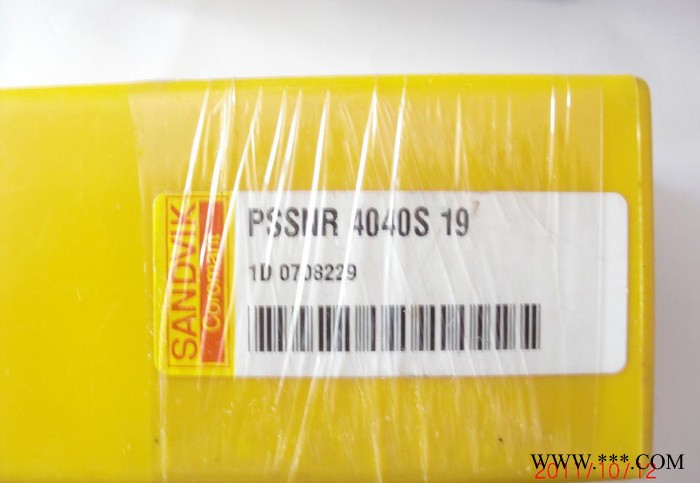 SANDVIK
Coromant
PSSNR 4040S 19
1D 0708229
WWW.***.COM
2011/10/12